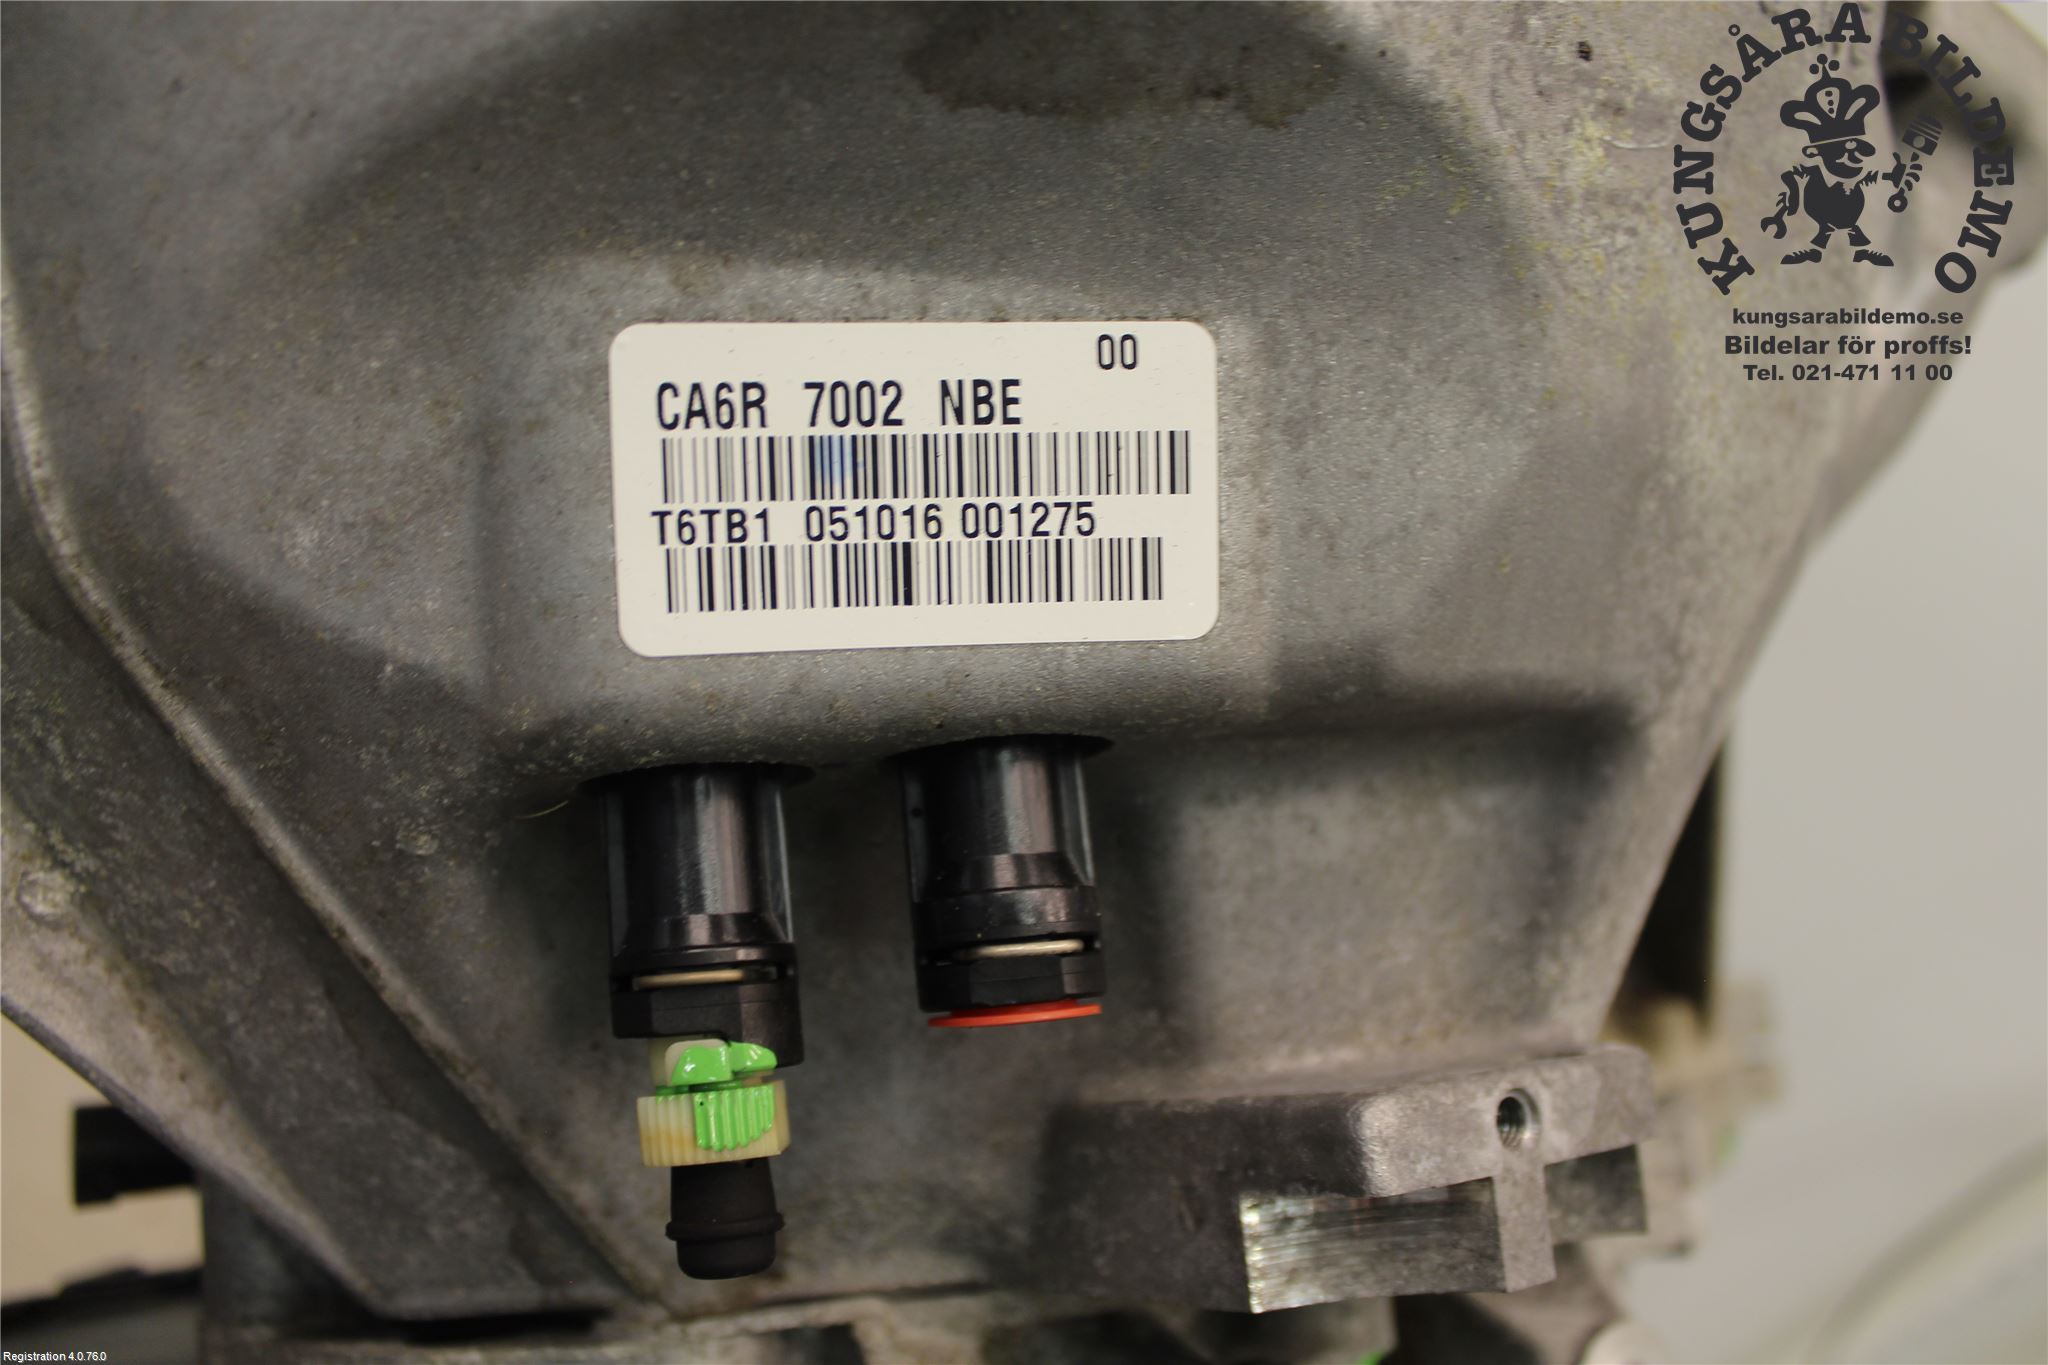 00
CA6R 7002 NBE
T6TB1 051016 001275
KUNGSÅRA BILDEMO
kungsarabildemo.se
Bildelar för proffs!
Tel. 021-471 11 00
Registration 4.0.76.0